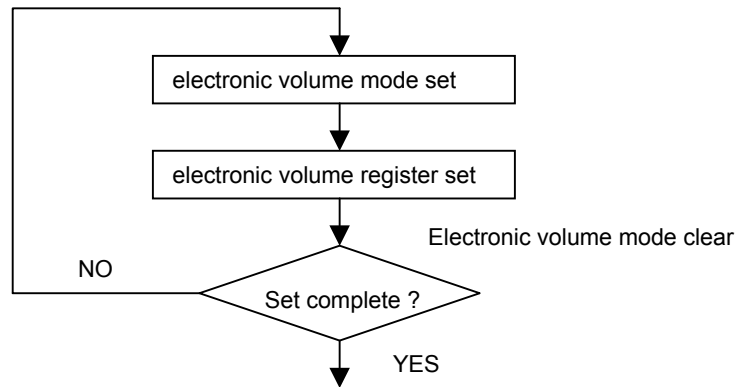 electronic volume mode set
electronic volume register set
Electronic volume mode clear
NO
Set complete ?
YES